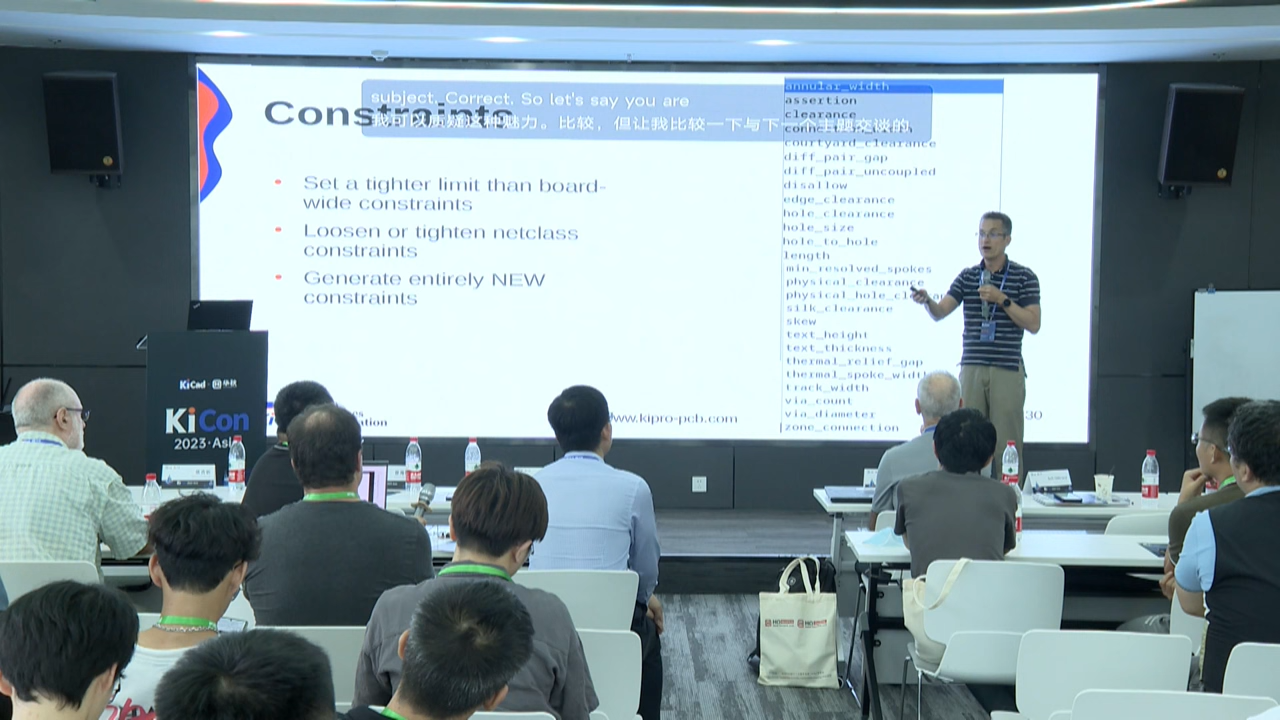 subject. Correct. So let's say you are
我可以质疑这种魅力。比较，但让我比较一下与下一个主题交谈的
Constraints
• Set a tighter limit than board-
wide constraints
• Loosen or tighten netclass
constraints
• Generate entirely NEW
constraints
annular_width
assertion
clearance
courtyard_clearance
diff_pair_gap
diff_pair_uncoupled
disallow
edge_clearance
hole_clearance
hole_size
hole_to_hole
length
min_resolved_spokes
physical_clearance
physical_hole_clea
silk_clearance
skew
text_height
text_thickness
thermal_relief_gap
thermal_spoke_width
track_width
via_count
via_diameter
zone_connection
www.kipro-pcb.com
30
KiCad 华秋
KiCon
2023·Asia